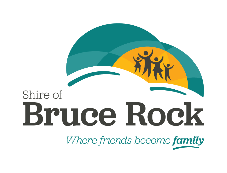 Shire of
Bruce Rock
Where friends become family